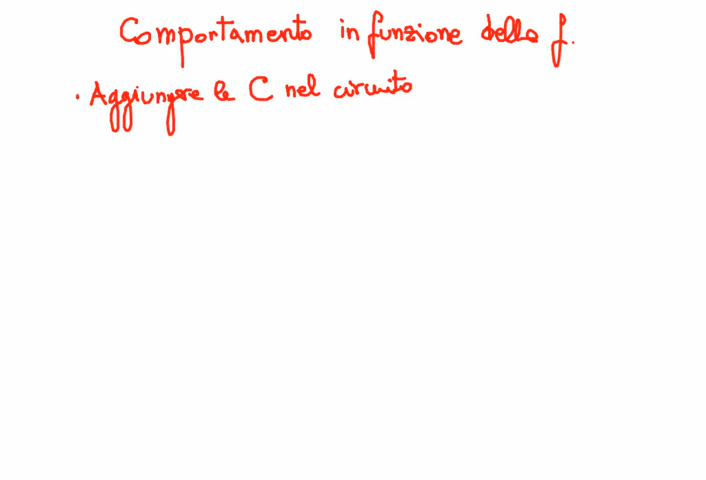 Comportamento in funzione della f.
· Aggiungere le C nel circuito